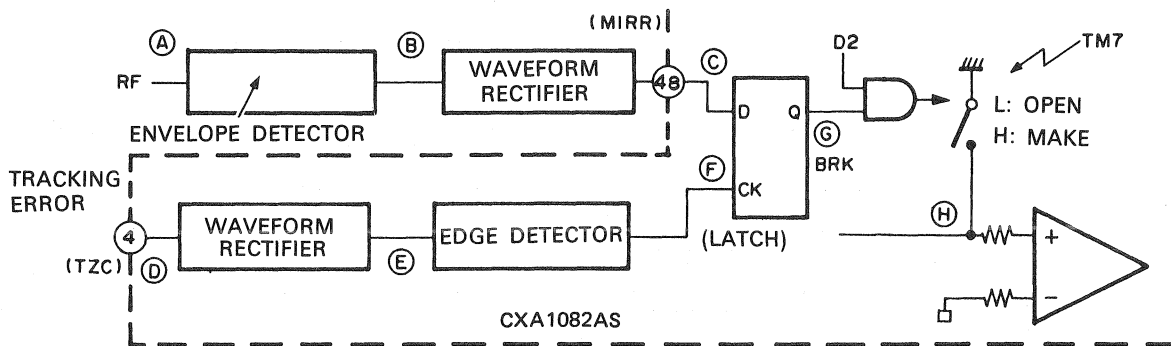 (MIRR)
TM7
A
B
C
D2
RF
WAVEFORM
RECTIFIER
48
L: OPEN
H: MAKE
D
Q
G
BRK
ENVELOPE DETECTOR
TRACKING
ERROR
F
CK
4
WAVEFORM
RECTIFIER
EDGE DETECTOR
(LATCH)
H
+
(TZC)
D
E
−
CXA1082AS